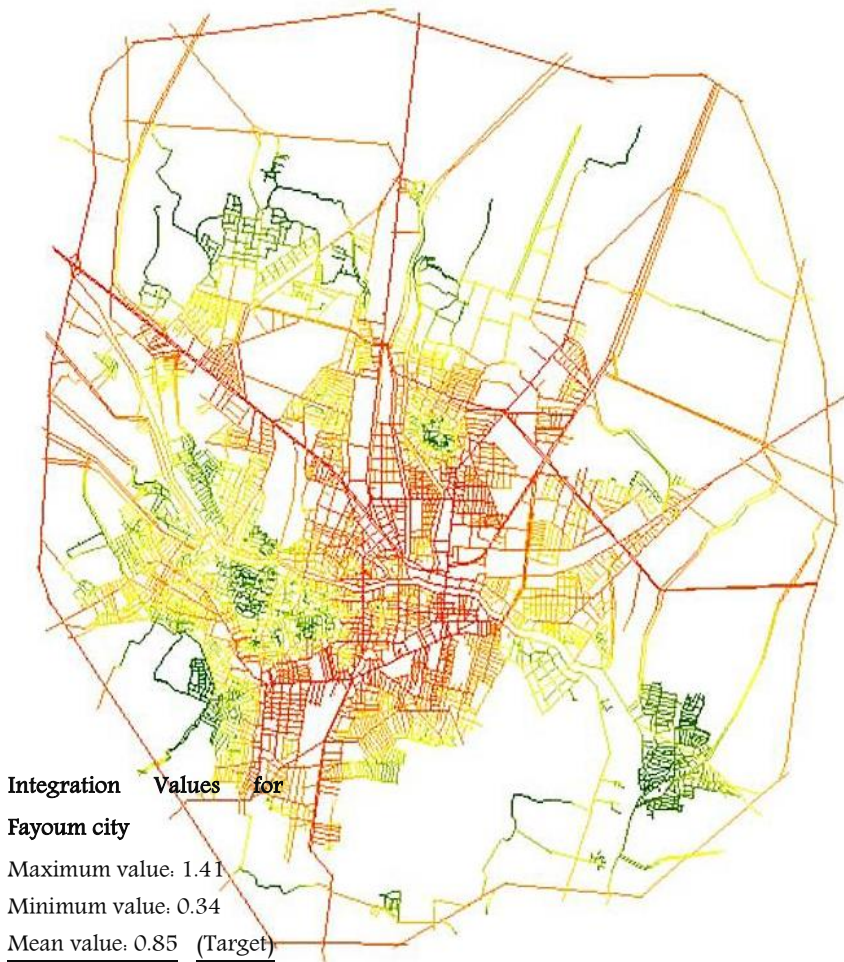 Integration Values for
Fayoum city
Maximum value: 1.41
Minimum value: 0.34
Mean value: 0.85 (Target)